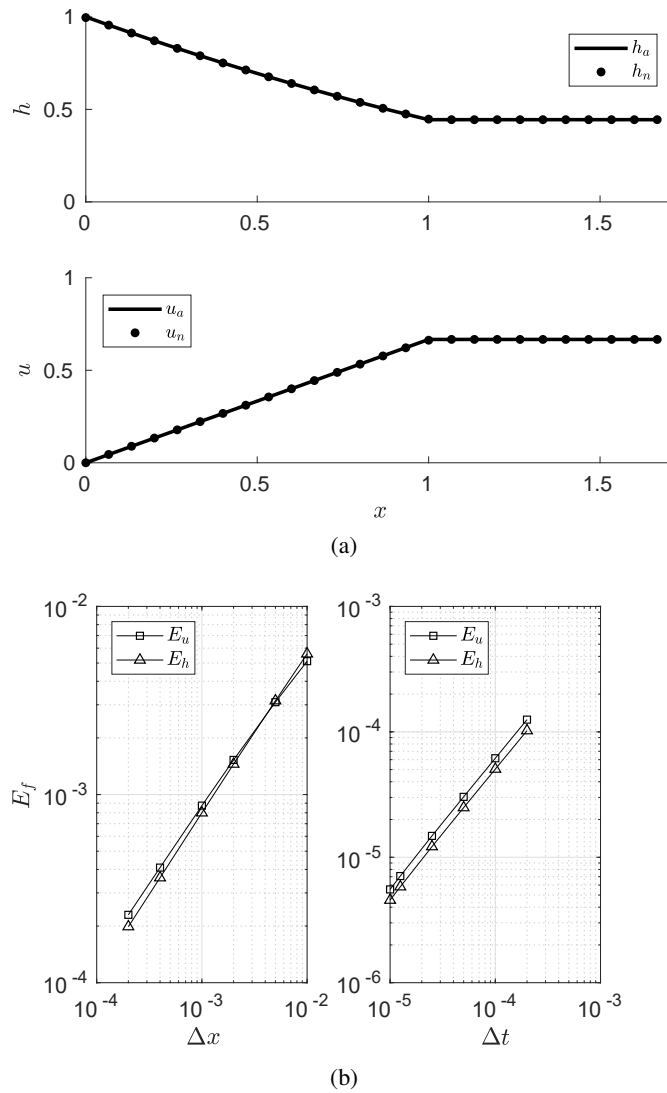 1
0.5
0
h
h_a
h_n
0 0.5 1 1.5
1
0.5
0
u
u_a
u_n
0 0.5 1 1.5
x
(a)
10^-2
10^-3
10^-4
E_f
E_u
E_h
10^-4 10^-3 10^-2
Δx
10^-3
10^-4
10^-5
10^-6
E_u
E_h
10^-5 10^-4 10^-3
Δt
(b)